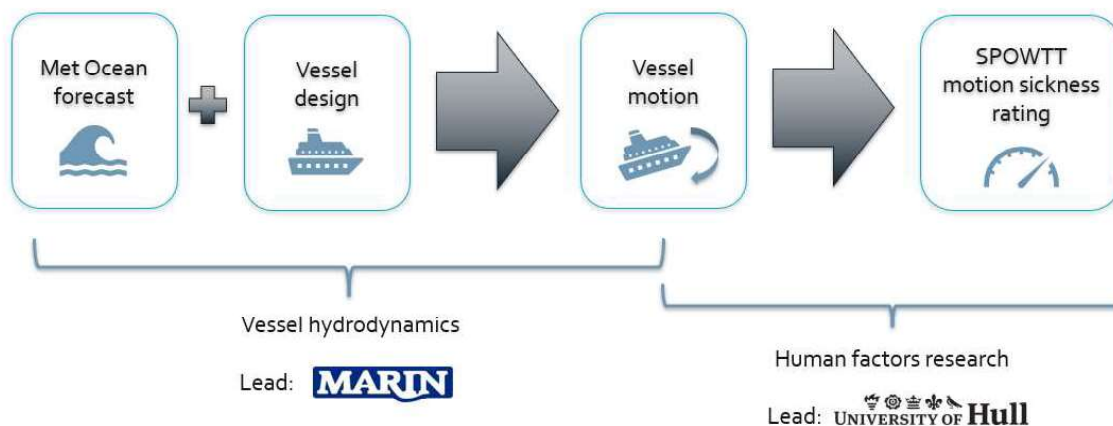 Met Ocean
forecast
Vessel
design
Vessel
motion
SPOWTT
motion sickness
rating
Vessel hydrodynamics
Lead: MARIN
Human factors research
Lead: UNIVERSITY OF Hull